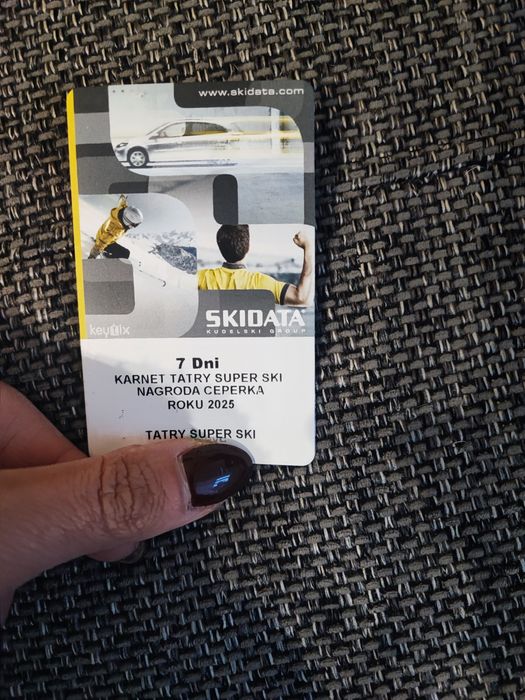 www.skidata.com
keytix
SKIDATA
KUDELSKI GROUP
7 Dni
KARNET TATRY SUPER SKI
NAGRODA CEPERKA
ROKU 2025
TATRY SUPER SKI